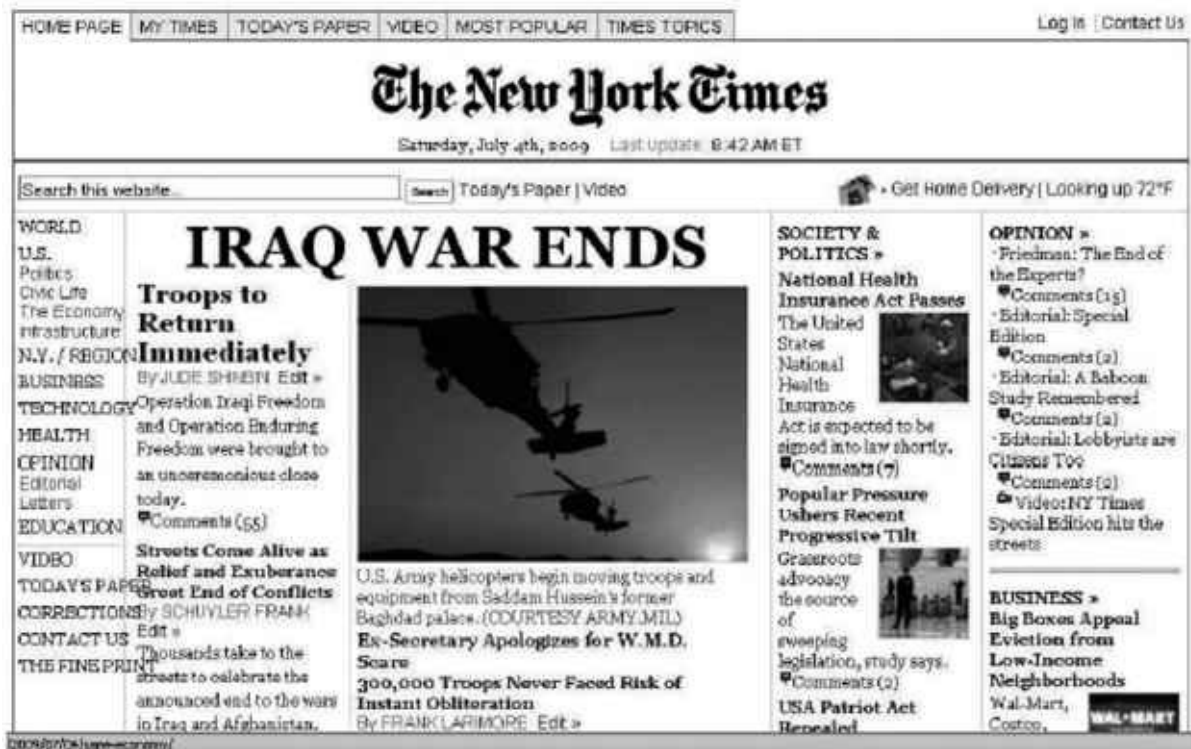 HOME PAGE MY TIMES TODAY'S PAPER VIDEO MOST POPULAR TIMES TOPICS
Log In Contact Us
The New York Times
Saturday, July 4th, 2009 Last Update: 8:42 AM ET
Search this website...
Search Today's Paper | Video
Get Home Delivery | Looking up 72°F
WORLD
U.S.
Politics
Civic Life
The Economy
Infrastructure
N.Y. / REGION
BUSINESS
TECHNOLOGY
HEALTH
OPINION
Editorial
Letters
EDUCATION
VIDEO
TODAY'S PAPER
CORRECTIONS
CONTACT US
THE FINE PRINT
IRAQ WAR ENDS
Troops to
Return
Immediately
By JUDE SHINBIN Edit »
Operation Iraqi Freedom
and Operation Enduring
Freedom were brought to
an unceremonious close
today.
Comments (55)
Streets Come Alive as
Relief and Exuberance
Greet End of Conflicts
By SCHUYLER FRANK
Edit »
Thousands take to the
streets to celebrate the
announced end to the wars
in Iraq and Afghanistan.
U.S. Army helicopters begin moving troops and
equipment from Saddam Hussein's former
Baghdad palace. (COURTESY ARMY.MIL)
Ex-Secretary Apologizes for W.M.D.
Scare
300,000 Troops Never Faced Risk of
Instant Obliteration
By FRANK LARIMORE Edit »
SOCIETY &
POLITICS »
National Health
Insurance Act Passes
The United
States
National
Health
Insurance
Act is expected to be
signed into law shortly.
Comments (7)
Popular Pressure
Ushers Recent
Progressive Tilt
Grassroots
advocacy
the source
of
sweeping
legislation, study says.
Comments (2)
USA Patriot Act
Repealed
OPINION »
· Friedman: The End of
the Experts?
Comments (15)
· Editorial: Special
Edition
Comments (2)
· Editorial: A Baboon
Study Remembered
Comments (2)
· Editorial: Lobbyists are
Citizens Too
Comments (2)
Video: NY Times
Special Edition hits the
streets
BUSINESS »
Big Boxes Appeal
Eviction from
Low-Income
Neighborhoods
Wal-Mart,
Costco,
WAL★MART